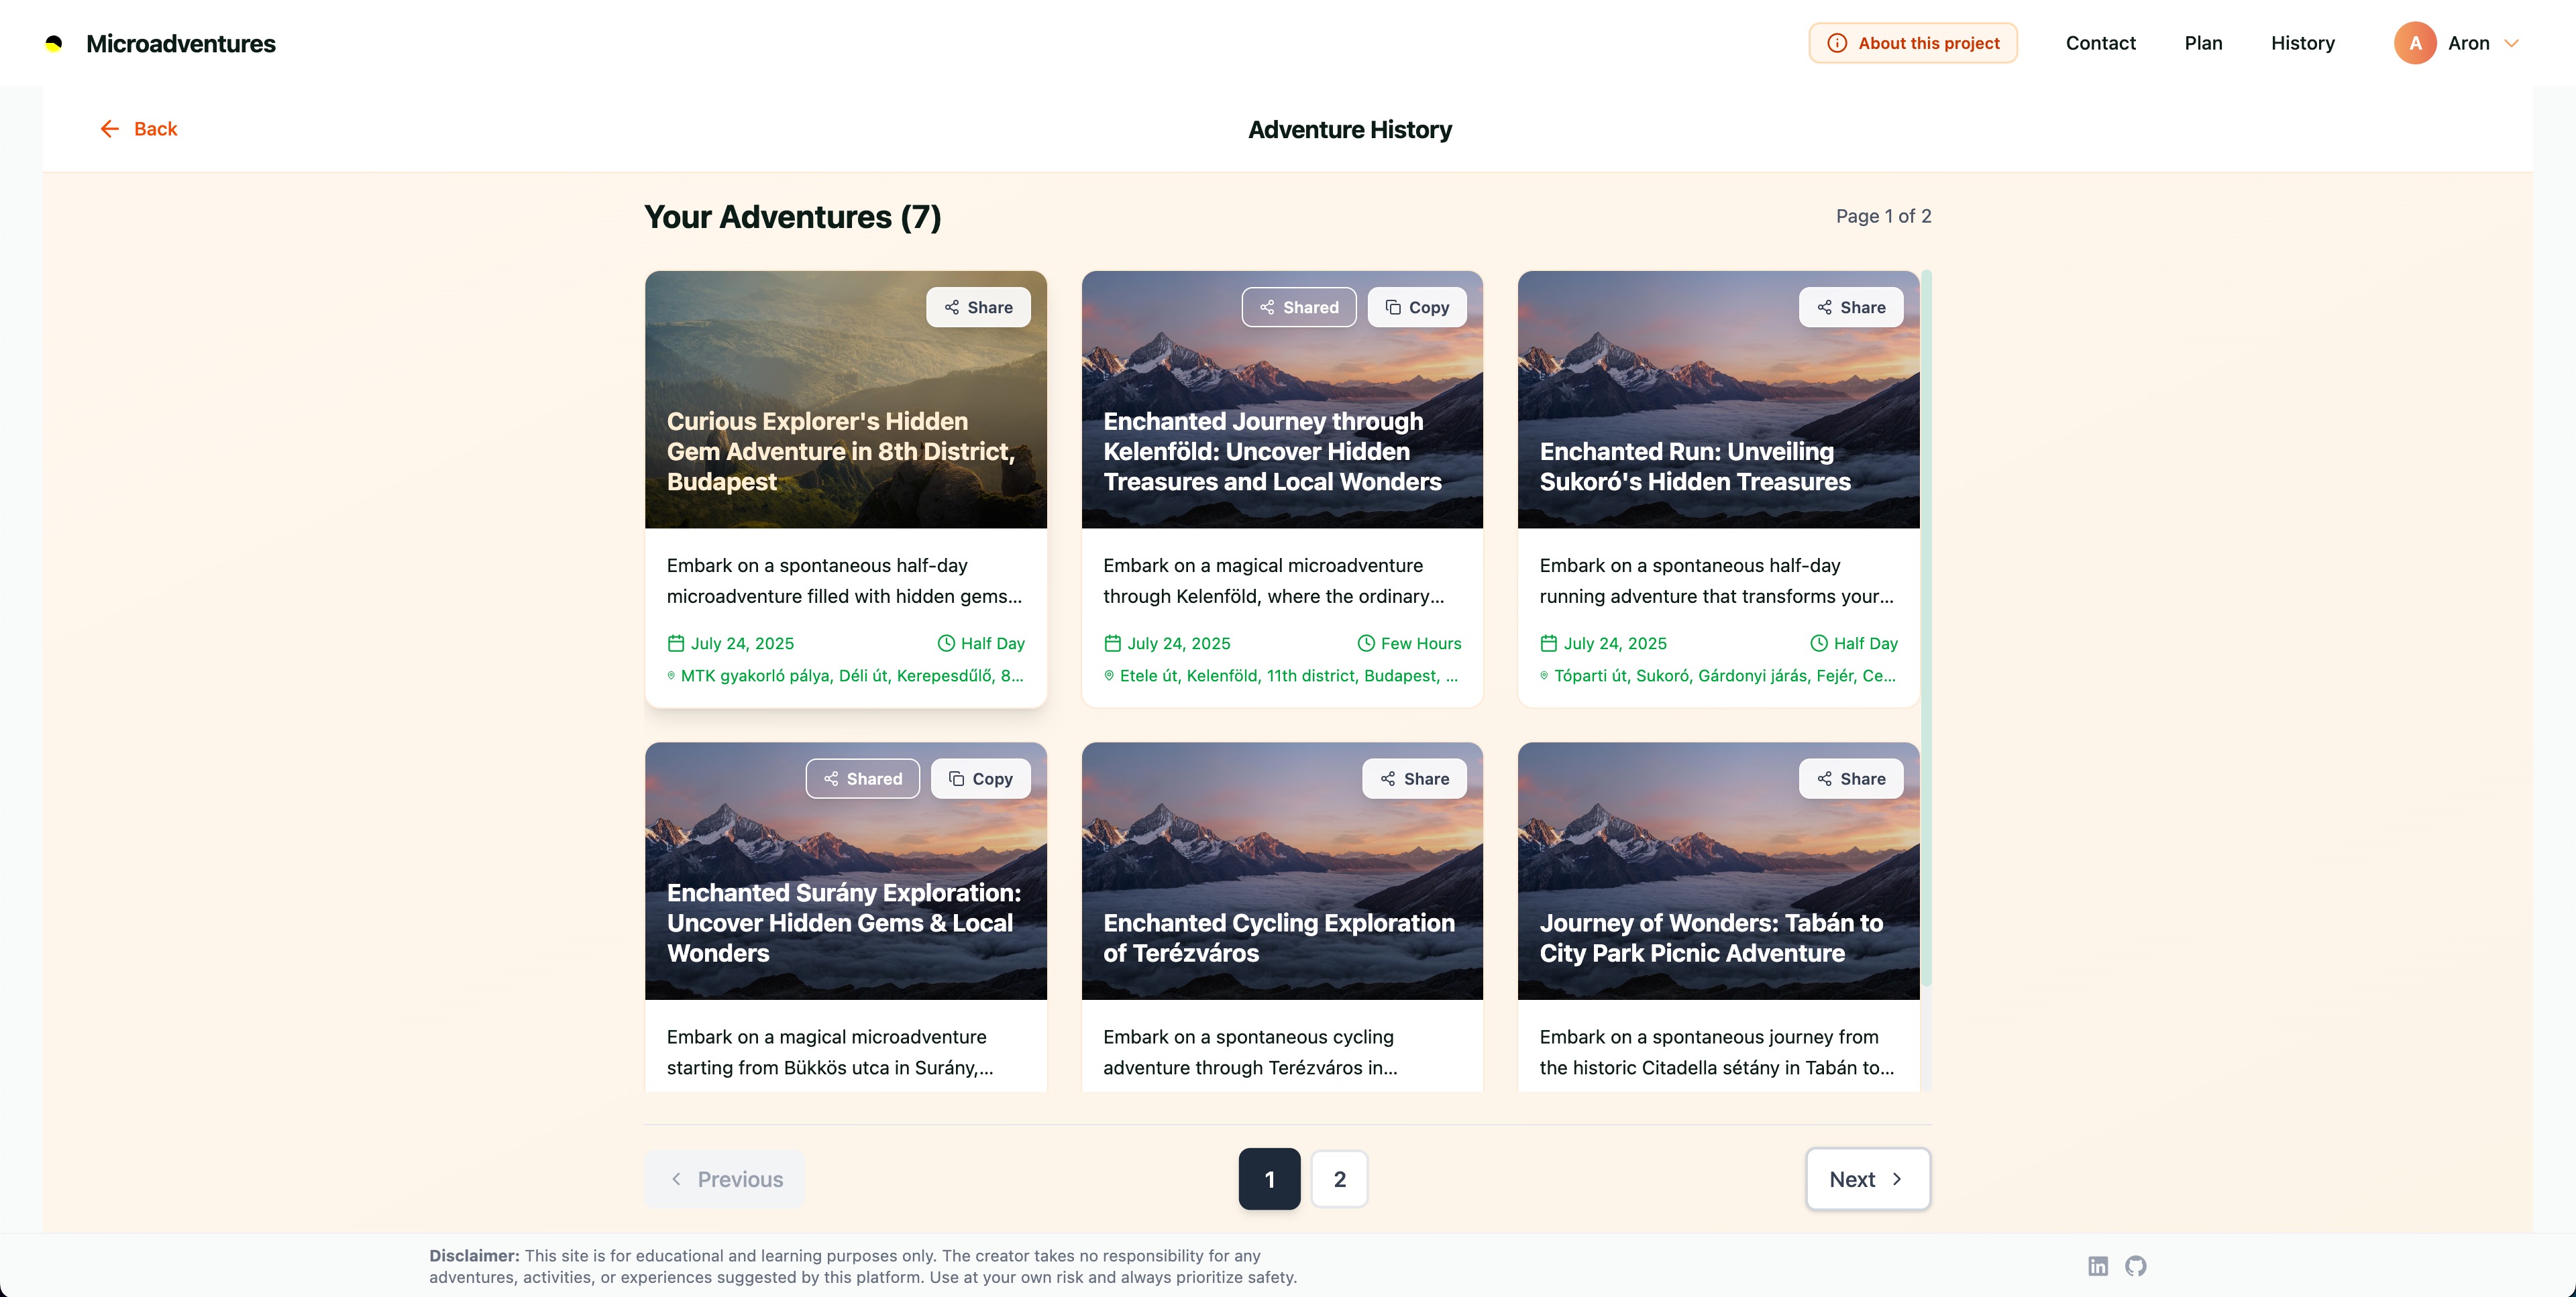 Microadventures
About this project
Contact
Plan
History
A
Aron
Back
Adventure History
Your Adventures (7)
Page 1 of 2
Share
Curious Explorer's Hidden
Gem Adventure in 8th District,
Budapest
Embark on a spontaneous half-day
microadventure filled with hidden gems...
July 24, 2025
Half Day
MTK gyakorló pálya, Déli út, Kerepesdűlő, 8...
Shared
Copy
Enchanted Journey through
Kelenföld: Uncover Hidden
Treasures and Local Wonders
Embark on a magical microadventure
through Kelenföld, where the ordinary...
July 24, 2025
Few Hours
Etele út, Kelenföld, 11th district, Budapest, ...
Share
Enchanted Run: Unveiling
Sukoró's Hidden Treasures
Embark on a spontaneous half-day
running adventure that transforms your...
July 24, 2025
Half Day
Tóparti út, Sukoró, Gárdonyi járás, Fejér, Ce...
Shared
Copy
Enchanted Surány Exploration:
Uncover Hidden Gems & Local
Wonders
Embark on a magical microadventure
starting from Bükkös utca in Surány,...
Share
Enchanted Cycling Exploration
of Terézváros
Embark on a spontaneous cycling
adventure through Terézváros in...
Share
Journey of Wonders: Tabán to
City Park Picnic Adventure
Embark on a spontaneous journey from
the historic Citadella sétány in Tabán to...
Previous
1
2
Next
Disclaimer: This site is for educational and learning purposes only. The creator takes no responsibility for any
adventures, activities, or experiences suggested by this platform. Use at your own risk and always prioritize safety.